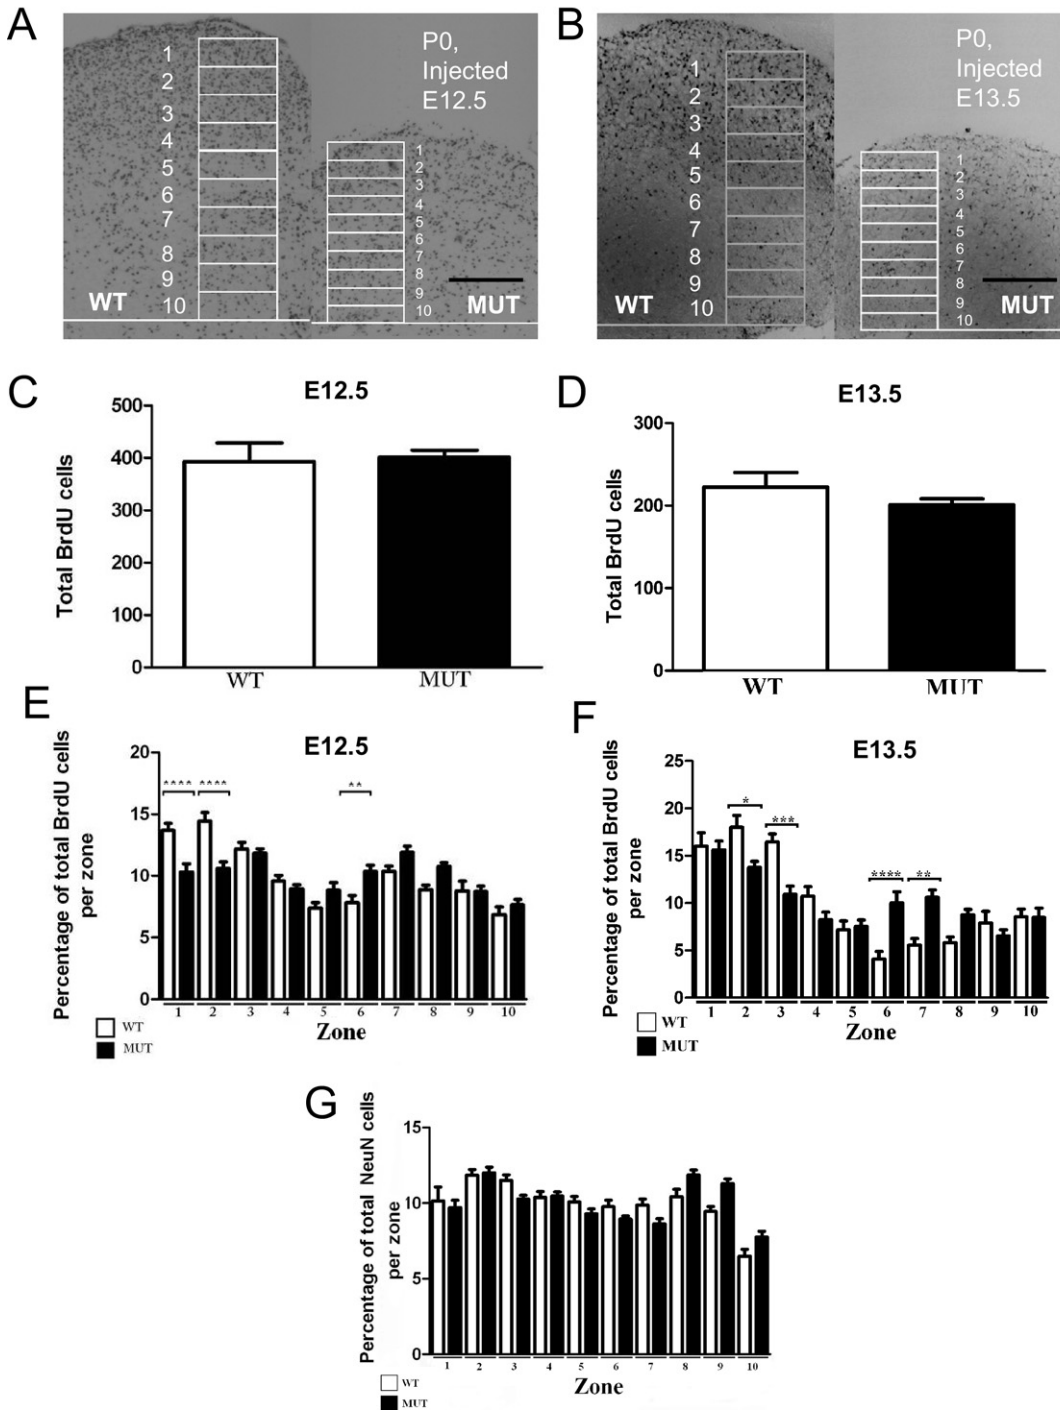 A
P0,
Injected
E12.5
1
2
3
4
5
6
7
8
9
10
1
2
3
4
5
6
7
8
9
10
WT
MUT
B
P0,
Injected
E13.5
1
2
3
4
5
6
7
8
9
10
1
2
3
4
5
6
7
8
9
10
WT
MUT
C
E12.5
Total BrdU cells
500
400
300
200
100
0
WT
MUT
D
E13.5
Total BrdU cells
300
200
100
0
WT
MUT
E
E12.5
Percentage of total BrdU cells
per zone
20
15
10
5
0
**** **** **
1 2 3 4 5 6 7 8 9 10
Zone
WT
MUT
F
E13.5
Percentage of total BrdU cells
per zone
25
20
15
10
5
0
* *** **** **
1 2 3 4 5 6 7 8 9 10
Zone
WT
MUT
G
Percentage of total NeuN cells
per zone
15
10
5
0
1 2 3 4 5 6 7 8 9 10
Zone
WT
MUT